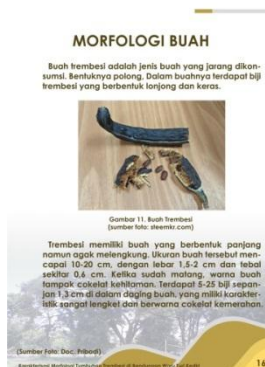 MORFOLOGI BUAH
Buah trembesi adalah jenis buah yang jarang dikon-
sumsi. Bentuknya polong, Dalam buahnya terdapat biji
trembesi yang berbentuk lonjong dan keras.
Gambar 11. Buah Trembesi
(sumber foto: steemkr.com)
Trembesi memiliki buah yang berbentuk panjang
namun agak melengkung. Ukuran buah tersebut men-
capai 10-20 cm, dengan lebar 1,5-2 cm dan tebal
sekitar 0,6 cm. Ketika sudah matang, warna buah
tampak cokelat kehitaman. Terdapat 5-25 biji sepan-
jan 1,3 cm di dalam daging buah, yang miliki karakter-
istik sangat lengket dan berwarna cokelat kemerahan.
(Sumber Foto: Doc. Pribadi)
Karakterisasi Morfologi Tumbuhan Trembesi di
16